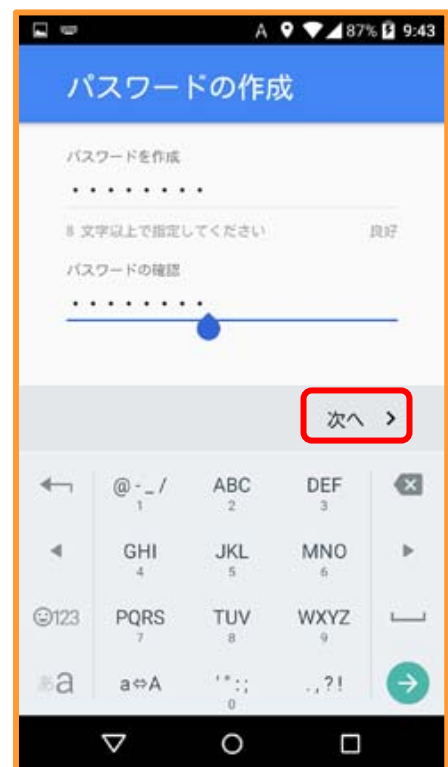 A 87% 9:43
パスワードの作成
パスワードを作成
8 文字以上で指定してください 良好
パスワードの確認
次へ >
@-_/ ABC DEF
1 2 3
GHI JKL MNO
4 5 6
☺123 PQRS TUV WXYZ
7 8 9
あa a⇔A '":; .,?!
0